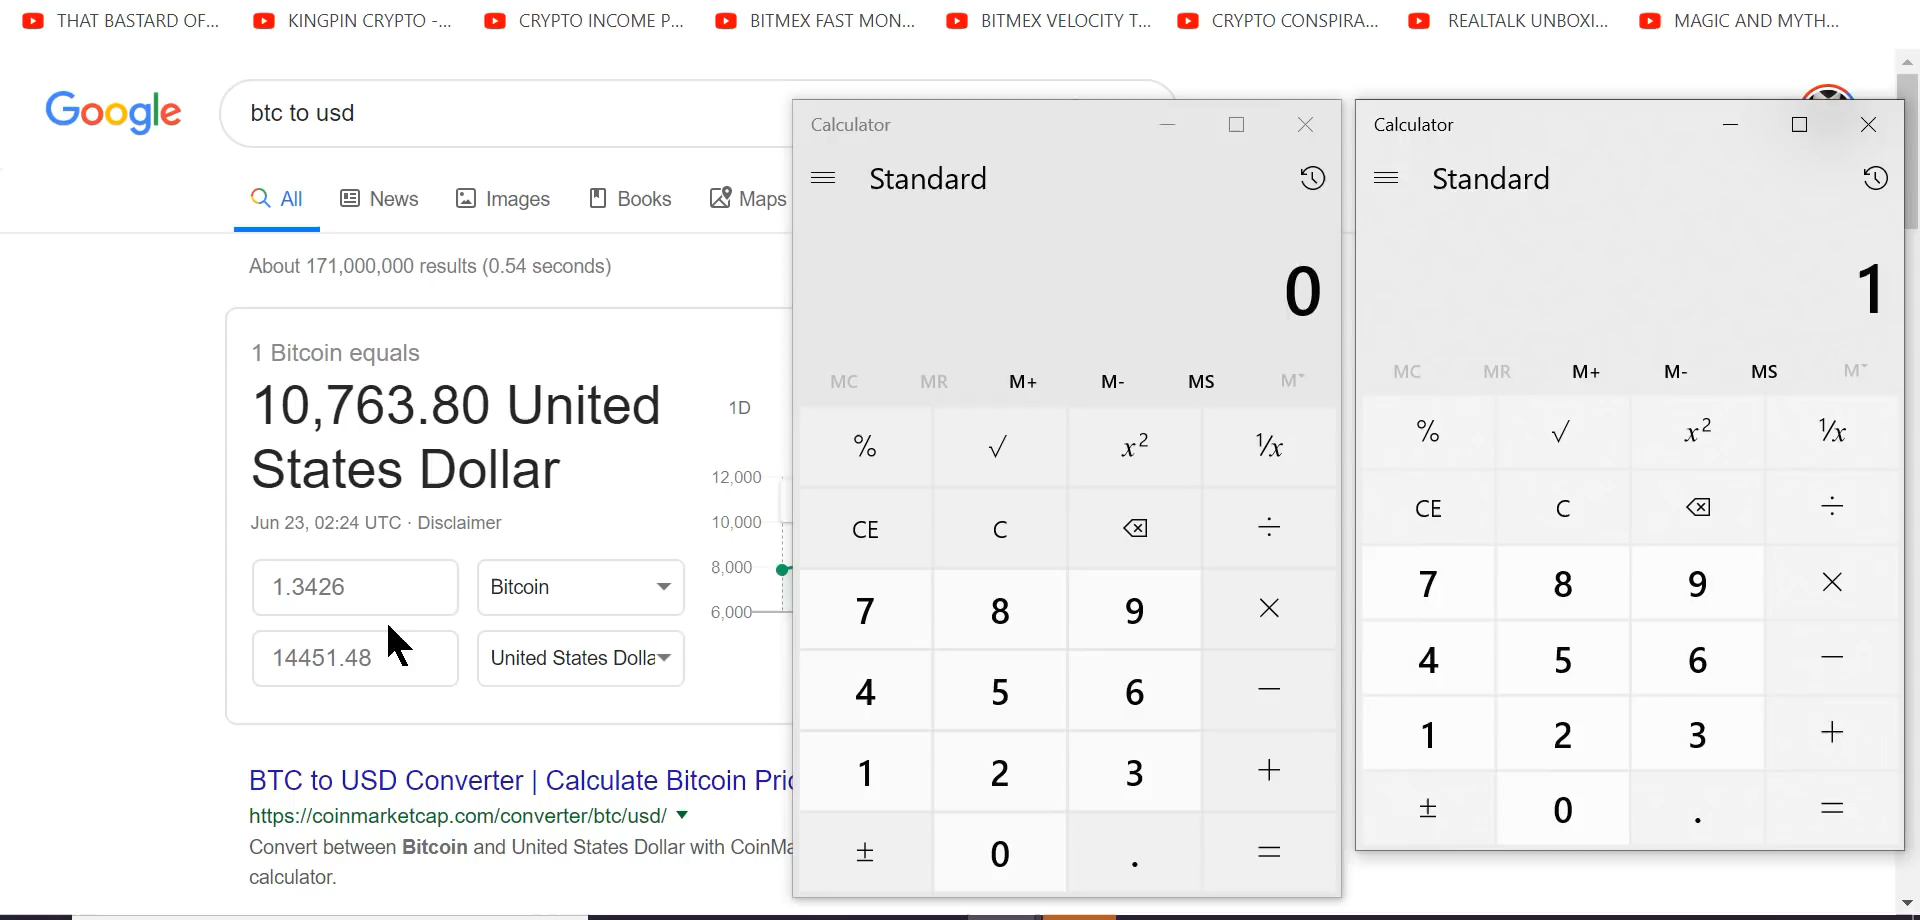 THAT BASTARD OF...
KINGPIN CRYPTO -...
CRYPTO INCOME P...
BITMEX FAST MON...
BITMEX VELOCITY T...
CRYPTO CONSPIRA...
REALTALK UNBOXI...
MAGIC AND MYTH...
Google
btc to usd
All
News
Images
Books
Maps
About 171,000,000 results (0.54 seconds)
1 Bitcoin equals
10,763.80 United
States Dollar
Jun 23, 02:24 UTC · Disclaimer
1.3426
Bitcoin
14451.48
United States Dolla
1D
12,000
10,000
8,000
6,000
BTC to USD Converter | Calculate Bitcoin Pric
https://coinmarketcap.com/converter/btc/usd/
Convert between Bitcoin and United States Dollar with CoinMa
calculator.
Calculator
Standard
0
MC MR M+ M- MS M˅
% √ x² ¹/x
CE C ÷
7 8 9 ×
4 5 6 −
1 2 3 +
± 0 . =
Calculator
Standard
1
MC MR M+ M- MS M˅
% √ x² ¹/x
CE C ÷
7 8 9 ×
4 5 6 −
1 2 3 +
± 0 . =